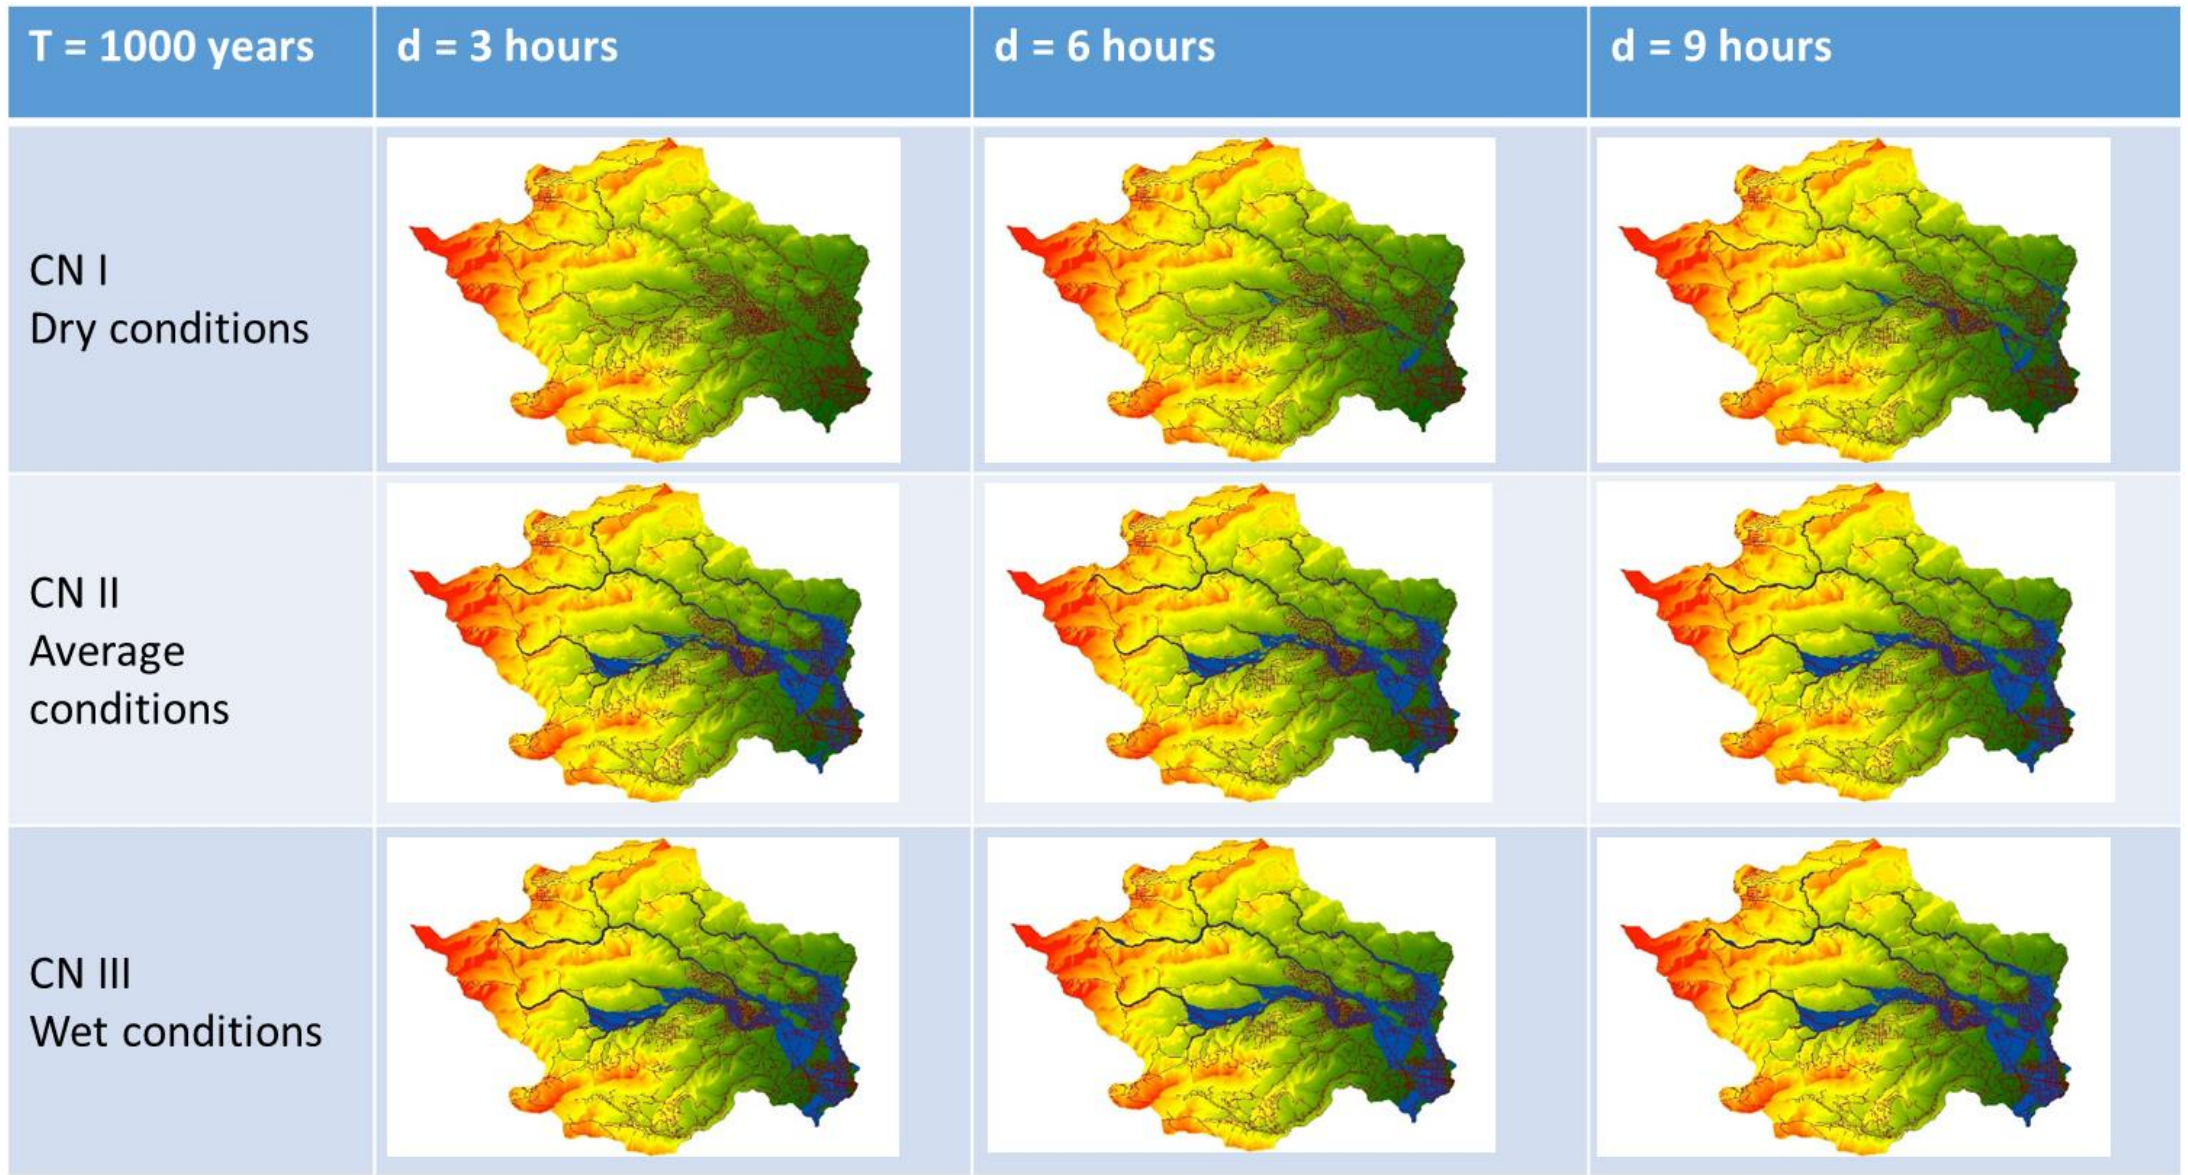 T = 1000 years
d = 3 hours
d = 6 hours
d = 9 hours
CN I
Dry conditions
CN II
Average
conditions
CN III
Wet conditions